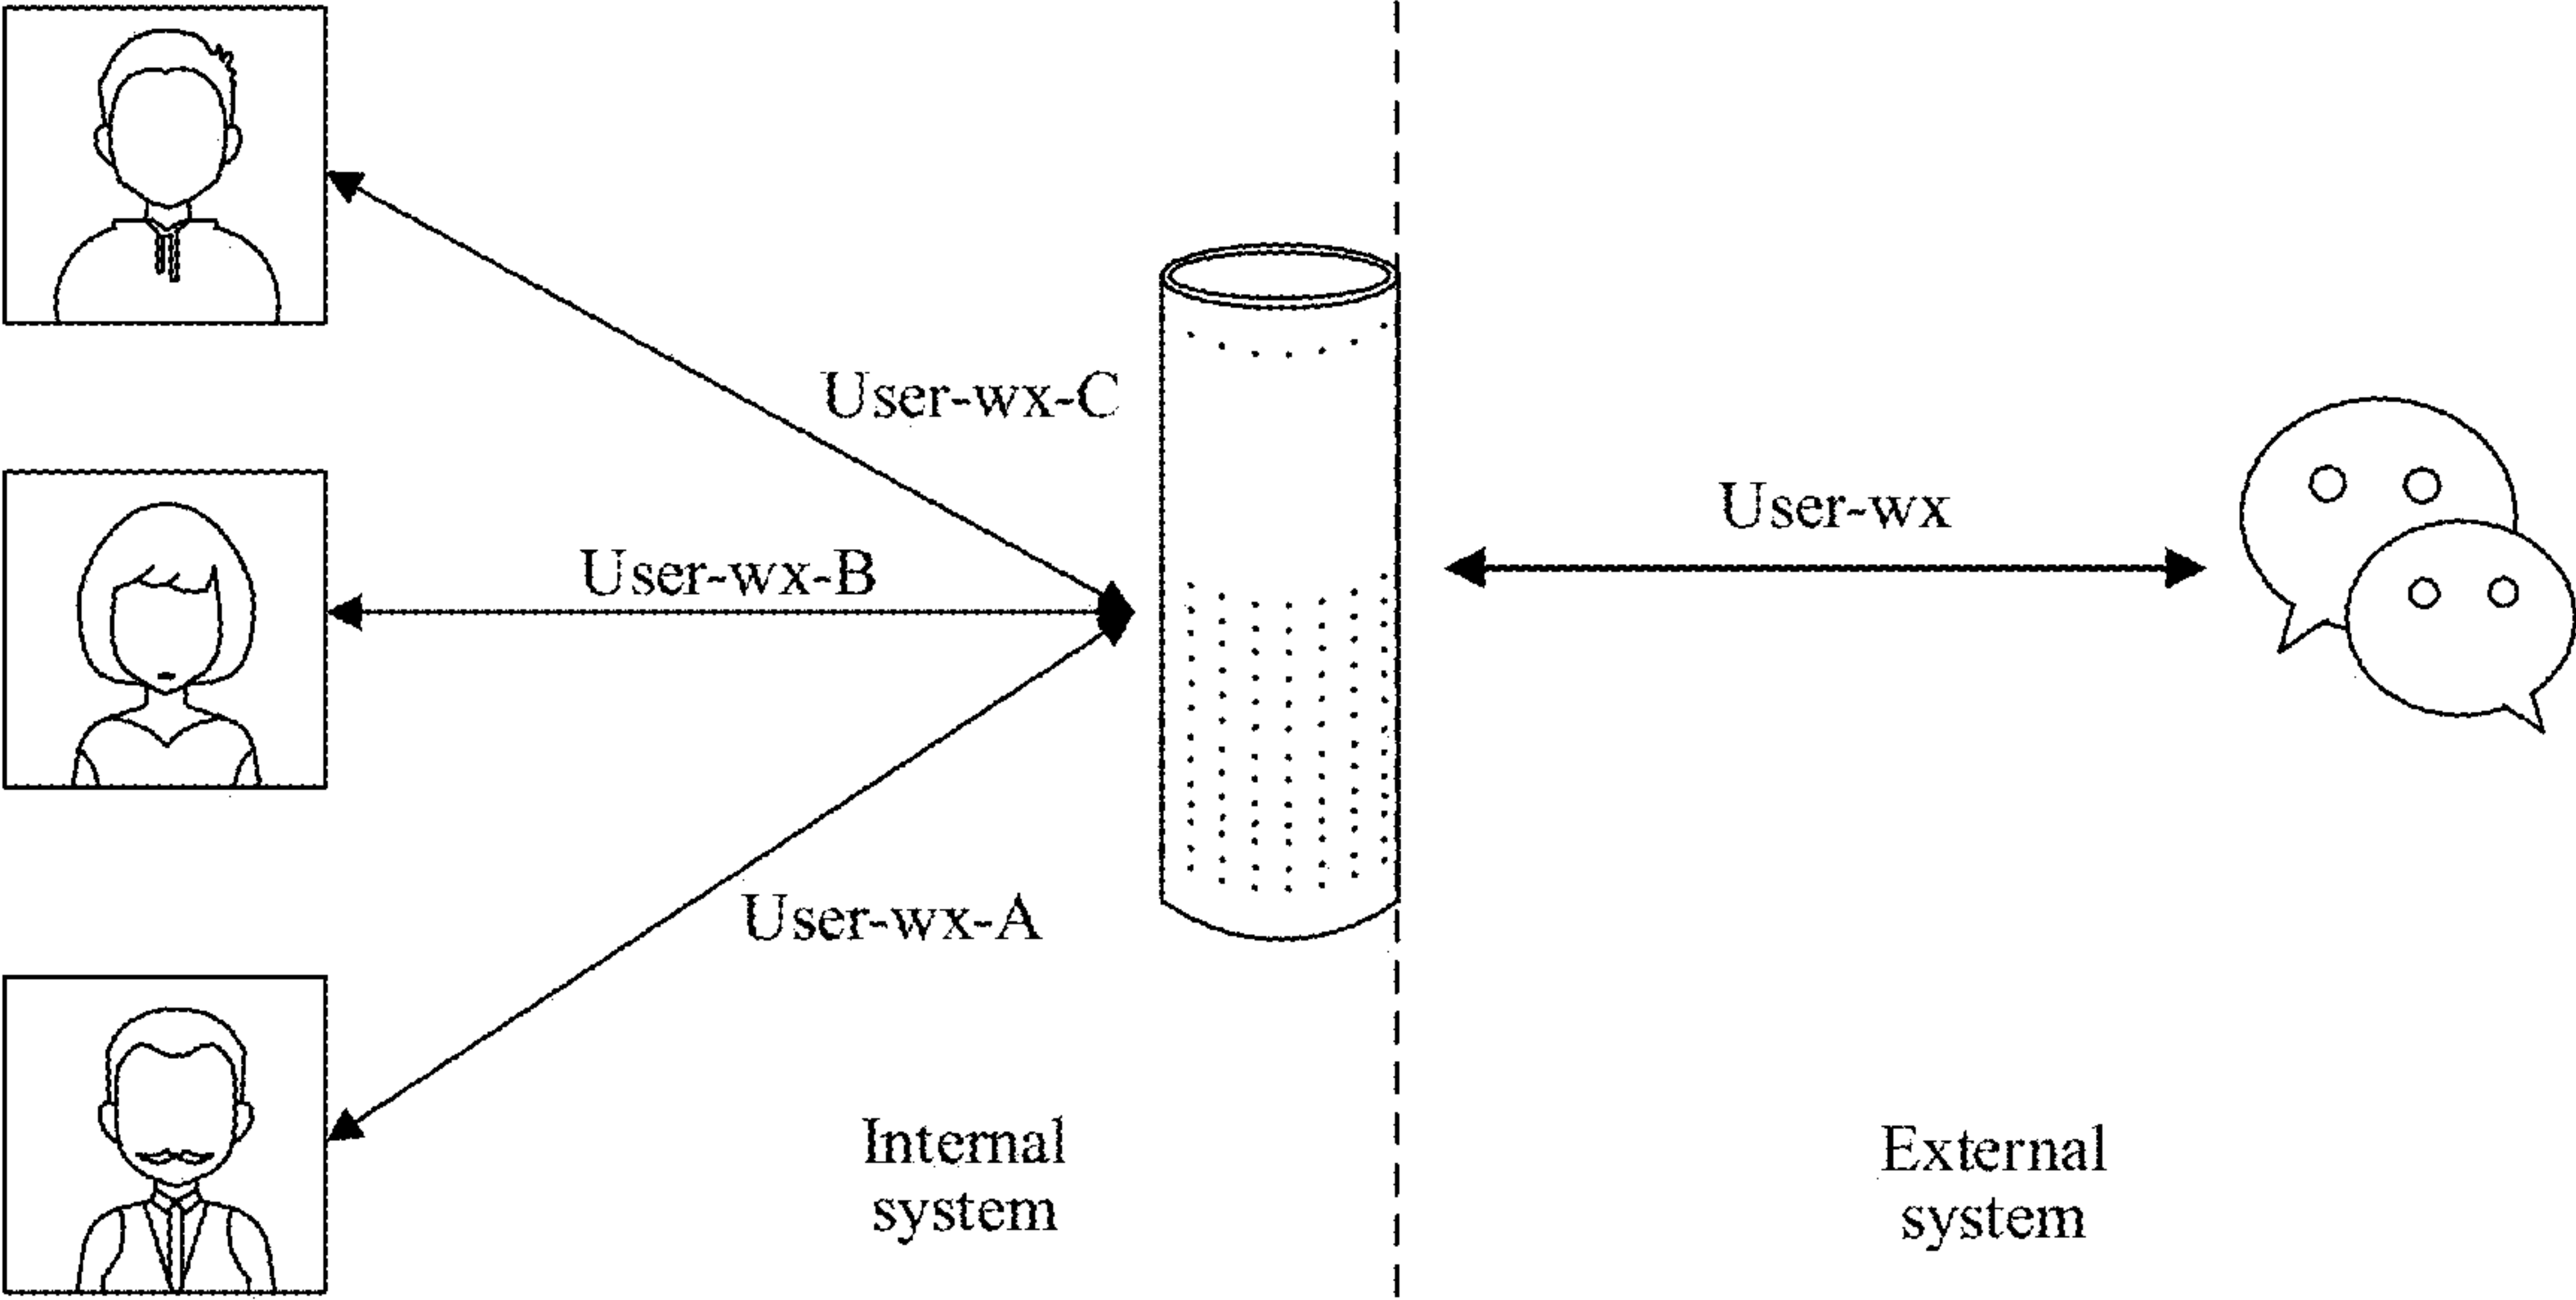 User-wx-C
User-wx
User-wx-B
User-wx-A
Internal
system
External
system